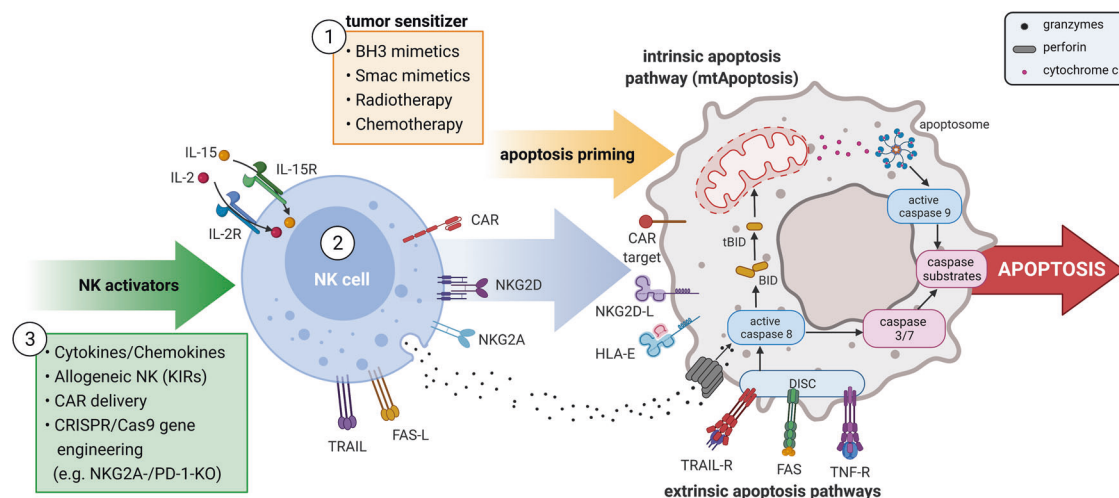 tumor sensitizer
1
• BH3 mimetics
• Smac mimetics
• Radiotherapy
• Chemotherapy
granzymes
perforin
cytochrome c
intrinsic apoptosis
pathway (mtApoptosis)
apoptosome
apoptosis priming
IL-15
IL-15R
IL-2
IL-2R
2
NK cell
CAR
NKG2D
NKG2A
CAR
target
NKG2D-L
HLA-E
tBID
BID
active
caspase 9
caspase
substrates
APOPTOSIS
active
caspase 8
caspase
3/7
DISC
NK activators
3
• Cytokines/Chemokines
• Allogeneic NK (KIRs)
• CAR delivery
• CRISPR/Cas9 gene
engineering
(e.g. NKG2A-/PD-1-KO)
TRAIL
FAS-L
TRAIL-R
FAS
TNF-R
extrinsic apoptosis pathways